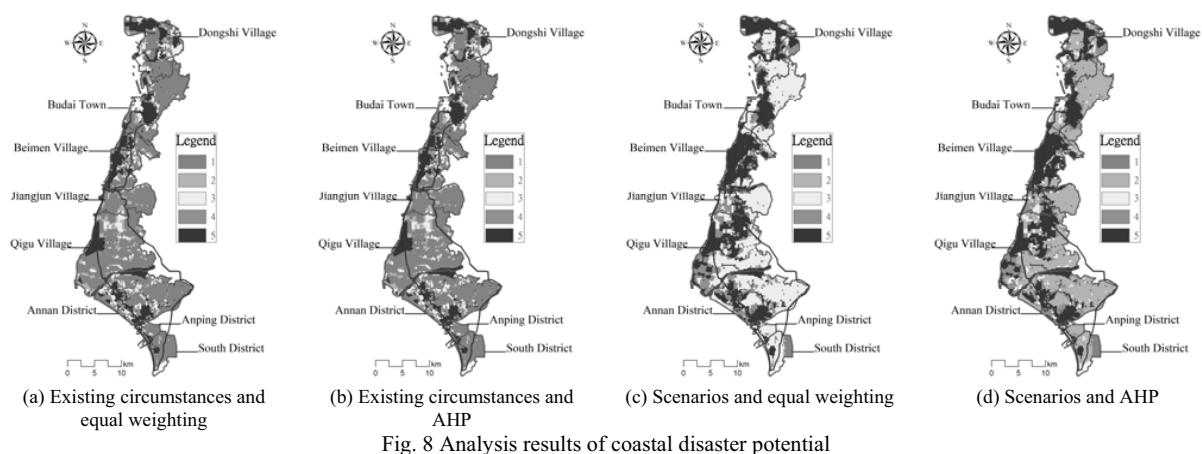 N
W E
S
Dongshi Village
Budai Town
Beimen Village
Jiangjun Village
Qigu Village
Annan District
Anping District
South District
Legend
1
2
3
4
5
0 5 10 km
(a) Existing circumstances and
equal weighting
N
W E
S
Dongshi Village
Budai Town
Beimen Village
Jiangjun Village
Qigu Village
Annan District
Anping District
South District
Legend
1
2
3
4
5
0 5 10 km
(b) Existing circumstances and
AHP
N
W E
S
Dongshi Village
Budai Town
Beimen Village
Jiangjun Village
Qigu Village
Annan District
Anping District
South District
Legend
1
2
3
4
5
0 5 10 km
(c) Scenarios and equal weighting
N
W E
S
Dongshi Village
Budai Town
Beimen Village
Jiangjun Village
Qigu Village
Annan District
Anping District
South District
Legend
1
2
3
4
5
0 5 10 km
(d) Scenarios and AHP
Fig. 8 Analysis results of coastal disaster potential